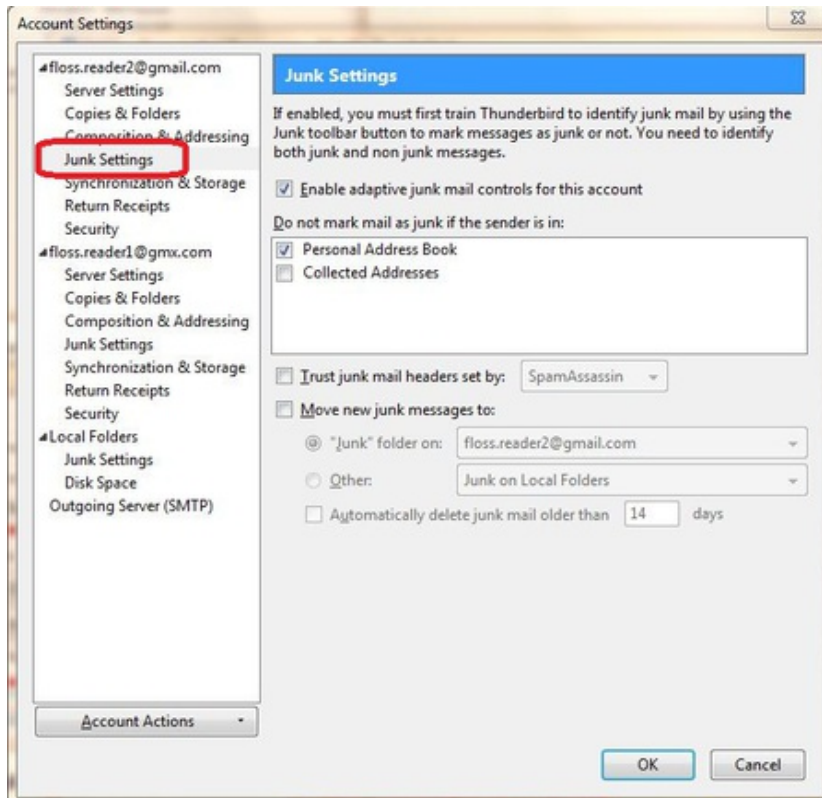 Account Settings
floss.reader2@gmail.com
Server Settings
Copies & Folders
Composition & Addressing
Junk Settings
Synchronization & Storage
Return Receipts
Security
floss.reader1@gmx.com
Server Settings
Copies & Folders
Composition & Addressing
Junk Settings
Synchronization & Storage
Return Receipts
Security
Local Folders
Junk Settings
Disk Space
Outgoing Server (SMTP)
Account Actions
Junk Settings
If enabled, you must first train Thunderbird to identify junk mail by using the
Junk toolbar button to mark messages as junk or not. You need to identify
both junk and non junk messages.
Enable adaptive junk mail controls for this account
Do not mark mail as junk if the sender is in:
Personal Address Book
Collected Addresses
Trust junk mail headers set by: SpamAssassin
Move new junk messages to:
"Junk" folder on: floss.reader2@gmail.com
Other: Junk on Local Folders
Automatically delete junk mail older than 14 days
OK Cancel